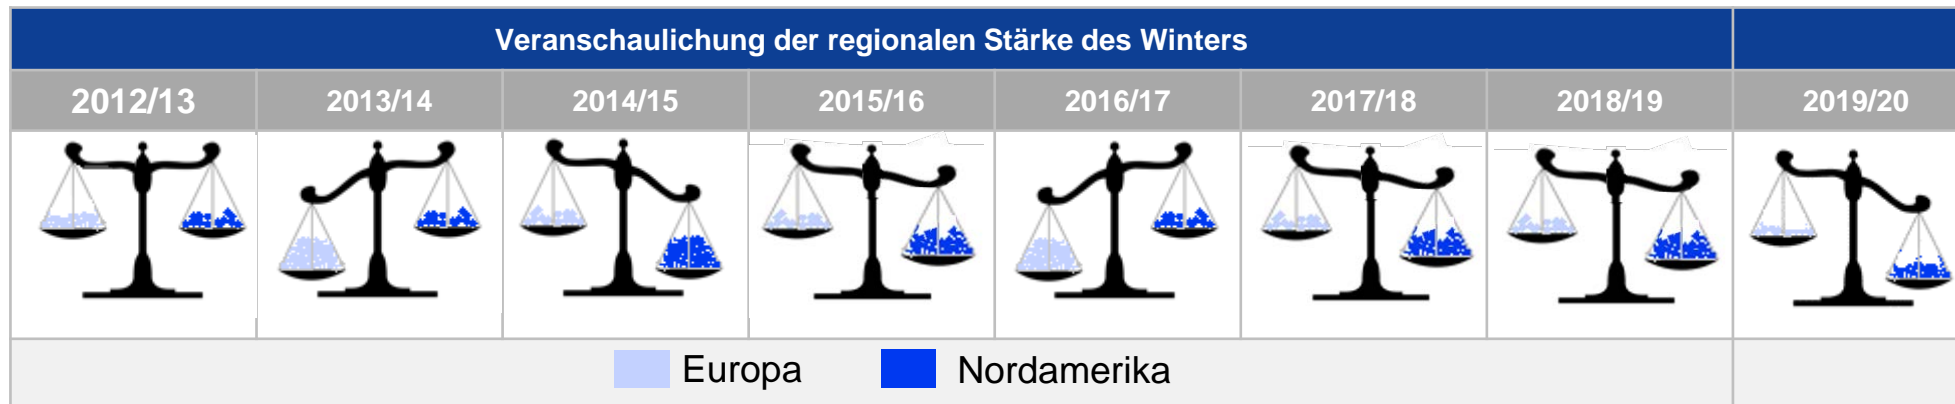 Veranschaulichung der regionalen Stärke des Winters
2012/13 2013/14 2014/15 2015/16 2016/17 2017/18 2018/19 2019/20
Europa Nordamerika